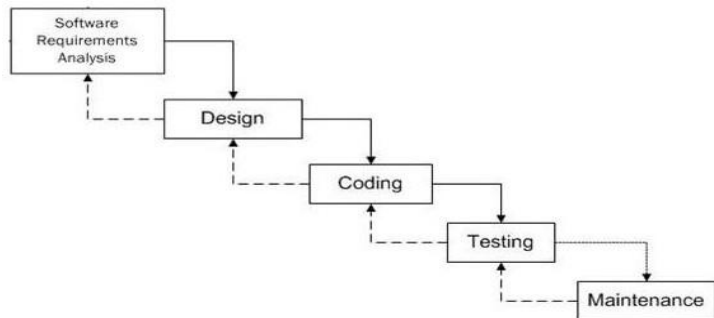 Software
Requirements
Analysis
Design
Coding
Testing
Maintenance